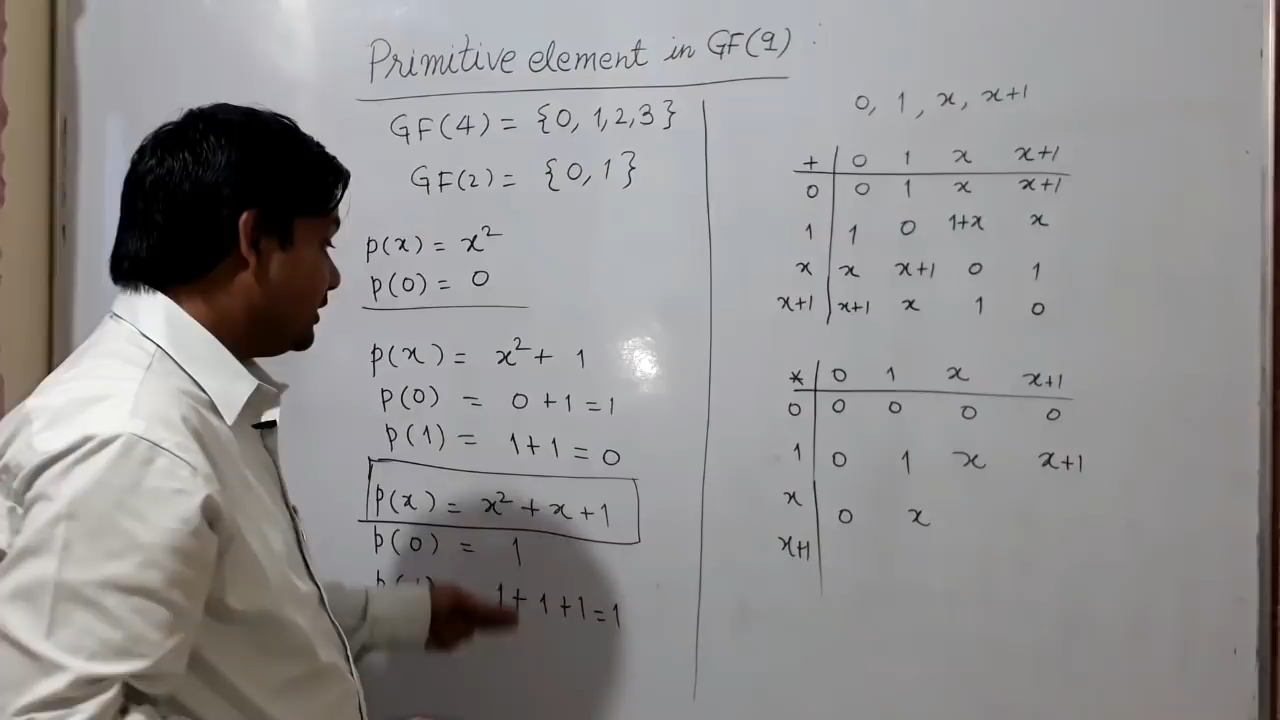 Primitive element in GF(q) :
GF(4) = {0, 1, 2, 3}
GF(2) = {0, 1}
p(x) = x²
p(0) = 0
p(x) = x² + 1
p(0) = 0 + 1 = 1
p(1) = 1 + 1 = 0
p(x) = x² + x + 1
p(0) = 1
1 + 1 + 1 = 1
0, 1, x, x+1
+ 0 1 x x+1
0 0 1 x x+1
1 1 0 1+x x
x x x+1 0 1
x+1 x+1 x 1 0
* 0 1 x x+1
0 0 0 0 0
1 0 1 x x+1
x 0 x
x+1